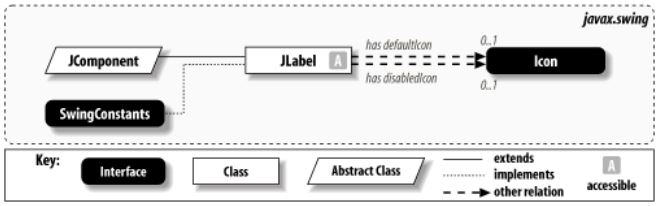 javax.swing
JComponent
JLabel
A
has defaultIcon
has disabledIcon
0..1
Icon
0..1
SwingConstants
Key:
Interface
Class
Abstract Class
extends
implements
other relation
A
accessible